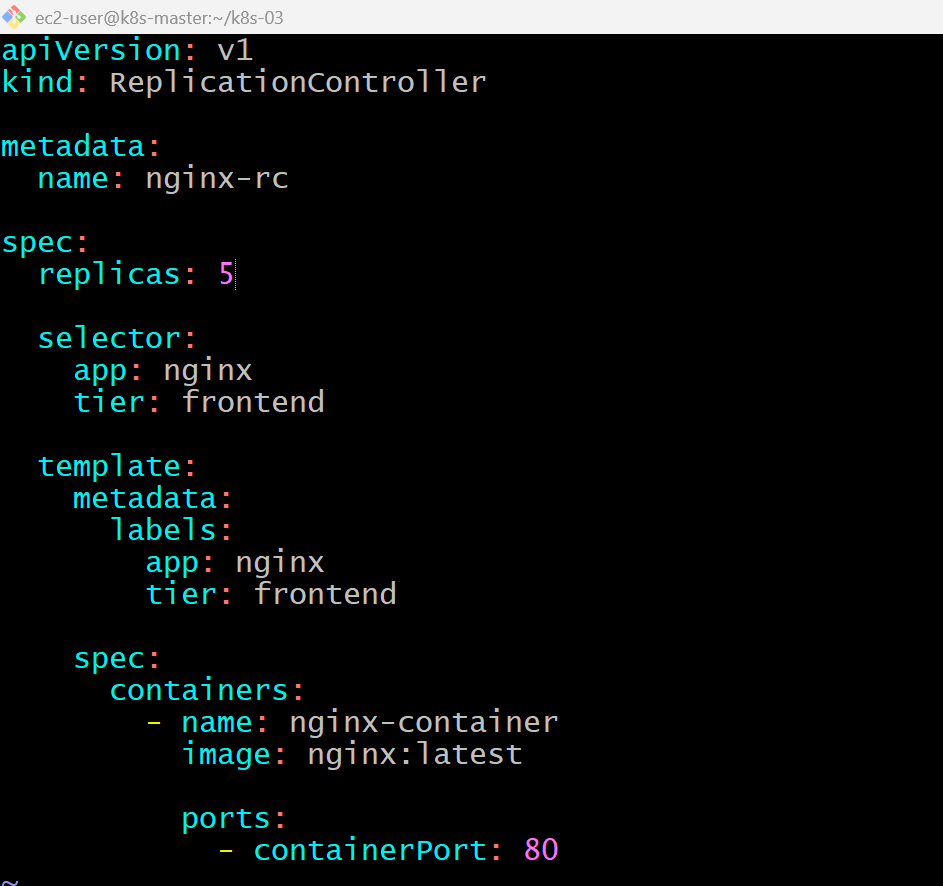 ec2-user@k8s-master:~/k8s-03
apiVersion: v1
kind: ReplicationController
metadata:
  name: nginx-rc
spec:
  replicas: 5
  selector:
    app: nginx
    tier: frontend
  template:
    metadata:
      labels:
        app: nginx
        tier: frontend
    spec:
      containers:
        - name: nginx-container
          image: nginx:latest
          ports:
            - containerPort: 80
~